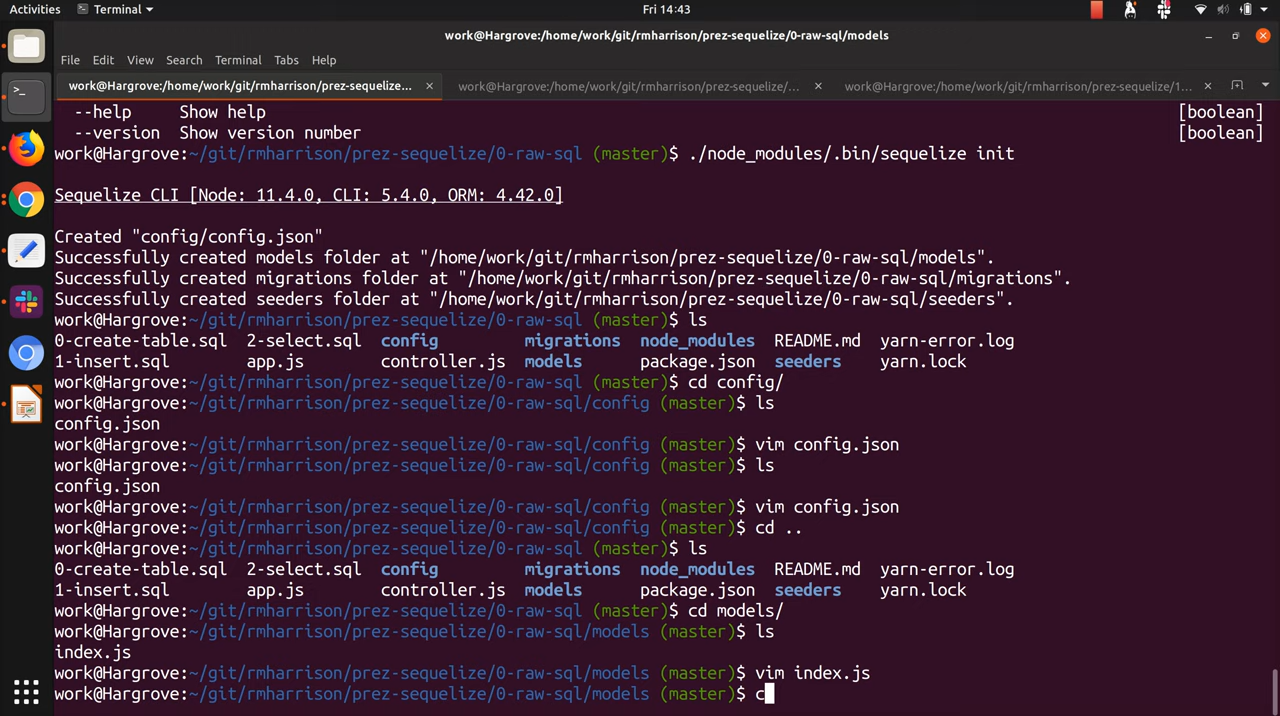 Activities Terminal Fri 14:43
work@Hargrove:/home/work/git/rmharrison/prez-sequelize/0-raw-sql/models
File Edit View Search Terminal Tabs Help
work@Hargrove:/home/work/git/rmharrison/prez-sequelize... work@Hargrove:/home/work/git/rmharrison/prez-sequelize/... work@Hargrove:/home/work/git/rmharrison/prez-sequelize/1...
--help Show help [boolean]
--version Show version number [boolean]
work@Hargrove:~/git/rmharrison/prez-sequelize/0-raw-sql (master)$ ./node_modules/.bin/sequelize init
Sequelize CLI [Node: 11.4.0, CLI: 5.4.0, ORM: 4.42.0]
Created "config/config.json"
Successfully created models folder at "/home/work/git/rmharrison/prez-sequelize/0-raw-sql/models".
Successfully created migrations folder at "/home/work/git/rmharrison/prez-sequelize/0-raw-sql/migrations".
Successfully created seeders folder at "/home/work/git/rmharrison/prez-sequelize/0-raw-sql/seeders".
work@Hargrove:~/git/rmharrison/prez-sequelize/0-raw-sql (master)$ ls
0-create-table.sql 2-select.sql config migrations node_modules README.md yarn-error.log
1-insert.sql app.js controller.js models package.json seeders yarn.lock
work@Hargrove:~/git/rmharrison/prez-sequelize/0-raw-sql (master)$ cd config/
work@Hargrove:~/git/rmharrison/prez-sequelize/0-raw-sql/config (master)$ ls
config.json
work@Hargrove:~/git/rmharrison/prez-sequelize/0-raw-sql/config (master)$ vim config.json
work@Hargrove:~/git/rmharrison/prez-sequelize/0-raw-sql/config (master)$ ls
config.json
work@Hargrove:~/git/rmharrison/prez-sequelize/0-raw-sql/config (master)$ vim config.json
work@Hargrove:~/git/rmharrison/prez-sequelize/0-raw-sql/config (master)$ cd ..
work@Hargrove:~/git/rmharrison/prez-sequelize/0-raw-sql (master)$ ls
0-create-table.sql 2-select.sql config migrations node_modules README.md yarn-error.log
1-insert.sql app.js controller.js models package.json seeders yarn.lock
work@Hargrove:~/git/rmharrison/prez-sequelize/0-raw-sql (master)$ cd models/
work@Hargrove:~/git/rmharrison/prez-sequelize/0-raw-sql/models (master)$ ls
index.js
work@Hargrove:~/git/rmharrison/prez-sequelize/0-raw-sql/models (master)$ vim index.js
work@Hargrove:~/git/rmharrison/prez-sequelize/0-raw-sql/models (master)$ c